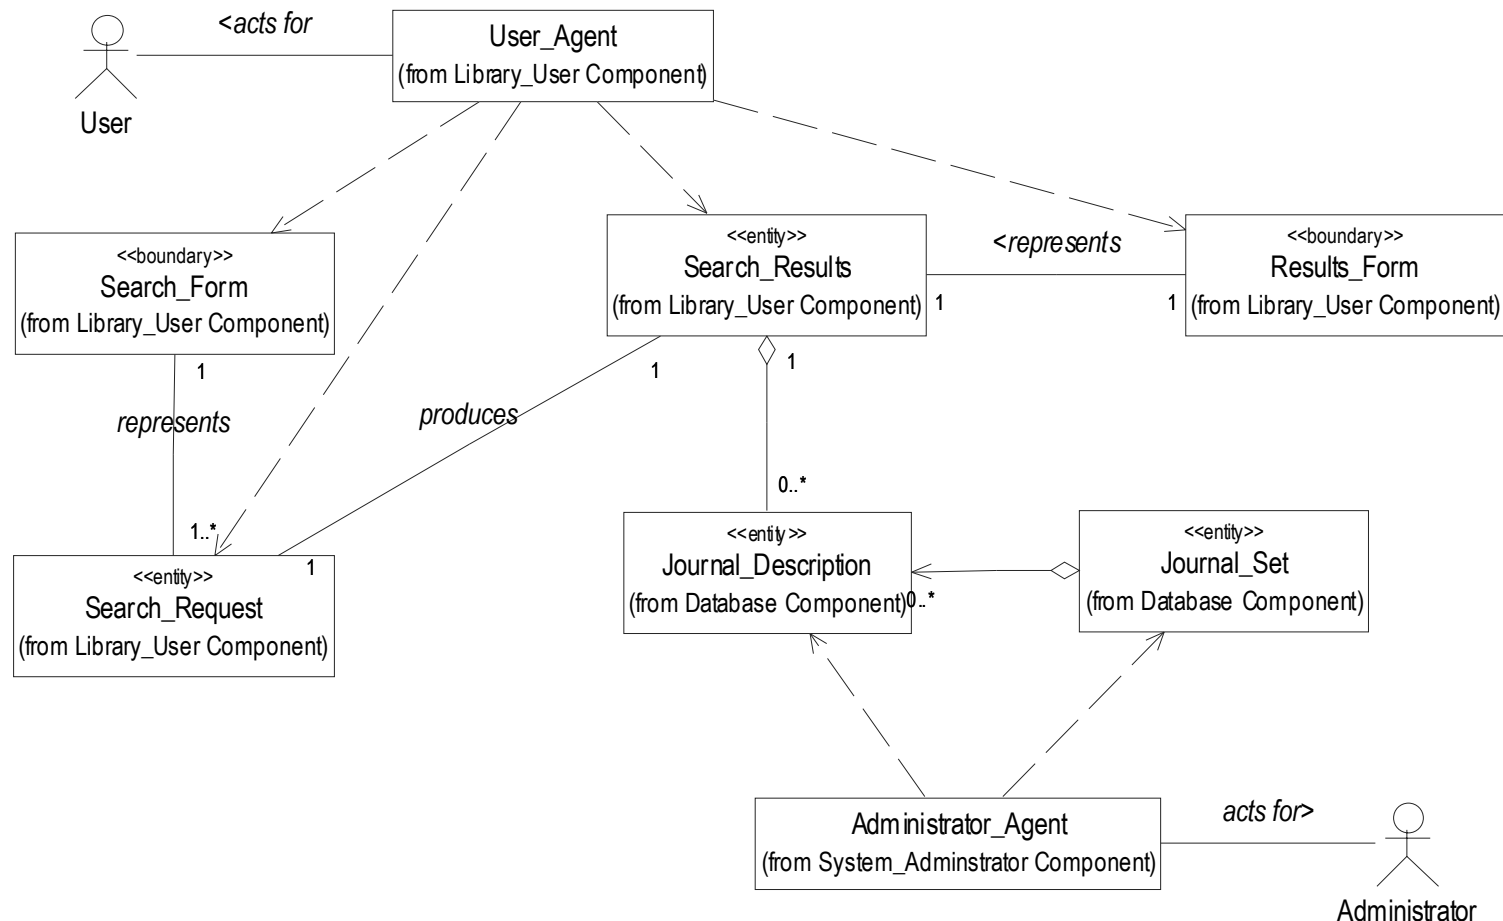 <acts for
User_Agent
(from Library_User Component)
User
<<boundary>>
Search_Form
(from Library_User Component)
<<entity>>
Search_Results
(from Library_User Component)
<represents
1
1
<<boundary>>
Results_Form
(from Library_User Component)
1
represents
1..*
produces
1
1
1
0..*
<<entity>>
Search_Request
(from Library_User Component)
<<entity>>
Journal_Description
(from Database Component)
0..*
<<entity>>
Journal_Set
(from Database Component)
Administrator_Agent
(from System_Adminstrator Component)
acts for>
Administrator